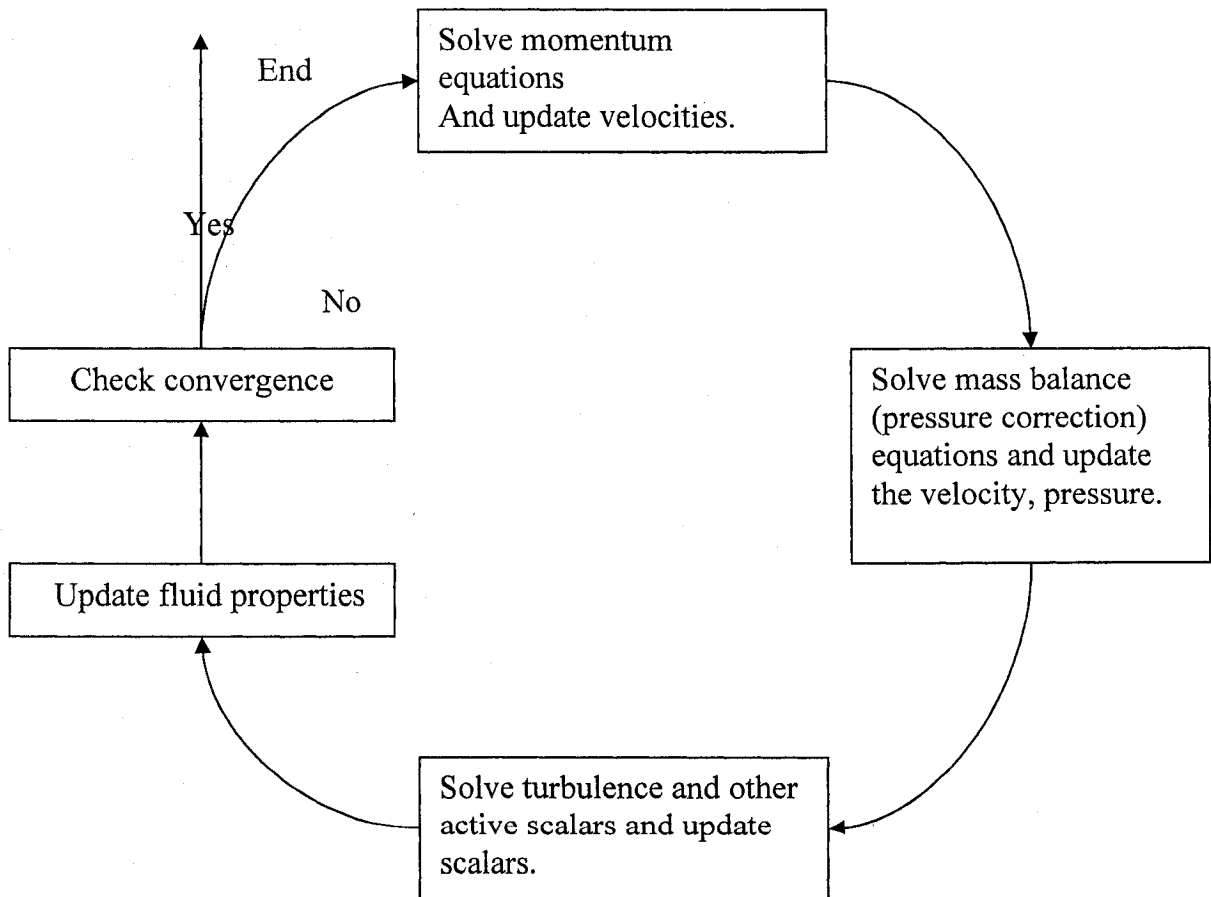 Solve momentum
equations
And update velocities.
End
Yes
No
Check convergence
Solve mass balance
(pressure correction)
equations and update
the velocity, pressure.
Update fluid properties
Solve turbulence and other
active scalars and update
scalars.